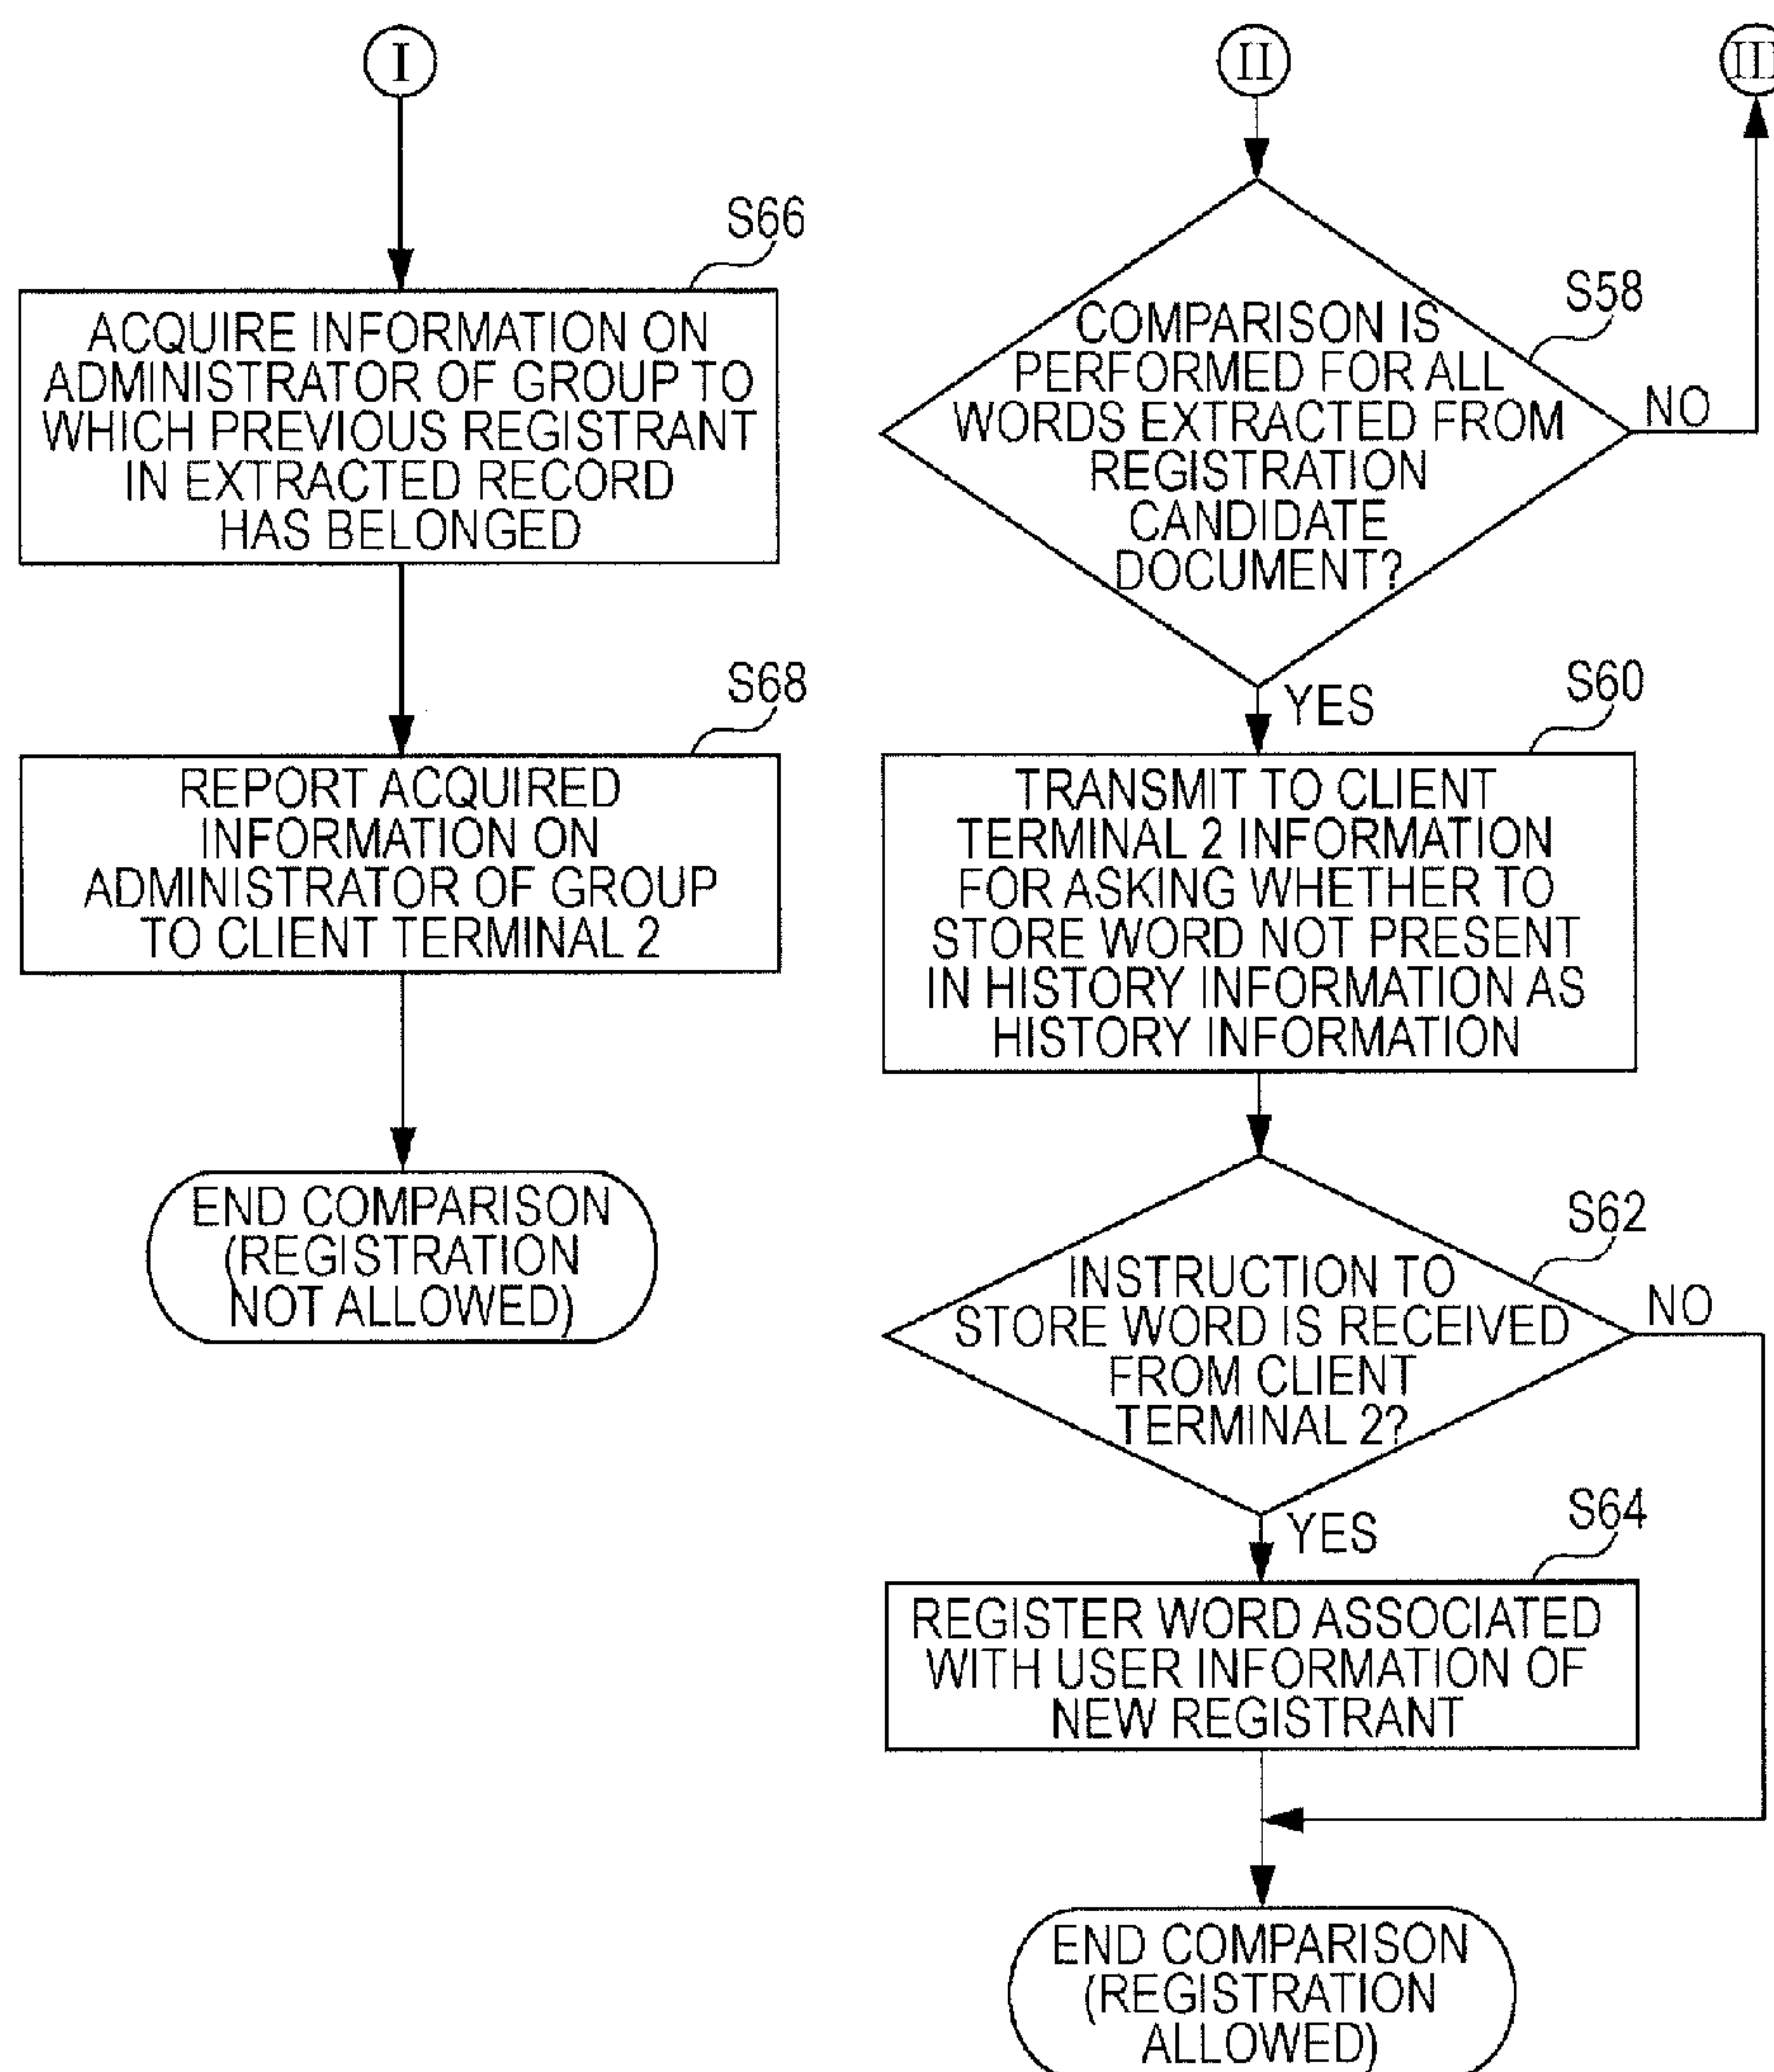 I
S66
ACQUIRE INFORMATION ON
ADMINISTRATOR OF GROUP TO
WHICH PREVIOUS REGISTRANT
IN EXTRACTED RECORD
HAS BELONGED
S68
REPORT ACQUIRED
INFORMATION ON
ADMINISTRATOR OF GROUP
TO CLIENT TERMINAL 2
END COMPARISON
(REGISTRATION
NOT ALLOWED)
II
III
S58
COMPARISON IS
PERFORMED FOR ALL
WORDS EXTRACTED FROM
REGISTRATION
CANDIDATE
DOCUMENT?
NO
YES
S60
TRANSMIT TO CLIENT
TERMINAL 2 INFORMATION
FOR ASKING WHETHER TO
STORE WORD NOT PRESENT
IN HISTORY INFORMATION AS
HISTORY INFORMATION
S62
INSTRUCTION TO
STORE WORD IS RECEIVED
FROM CLIENT
TERMINAL 2?
NO
YES
S64
REGISTER WORD ASSOCIATED
WITH USER INFORMATION OF
NEW REGISTRANT
END COMPARISON
(REGISTRATION
ALLOWED)